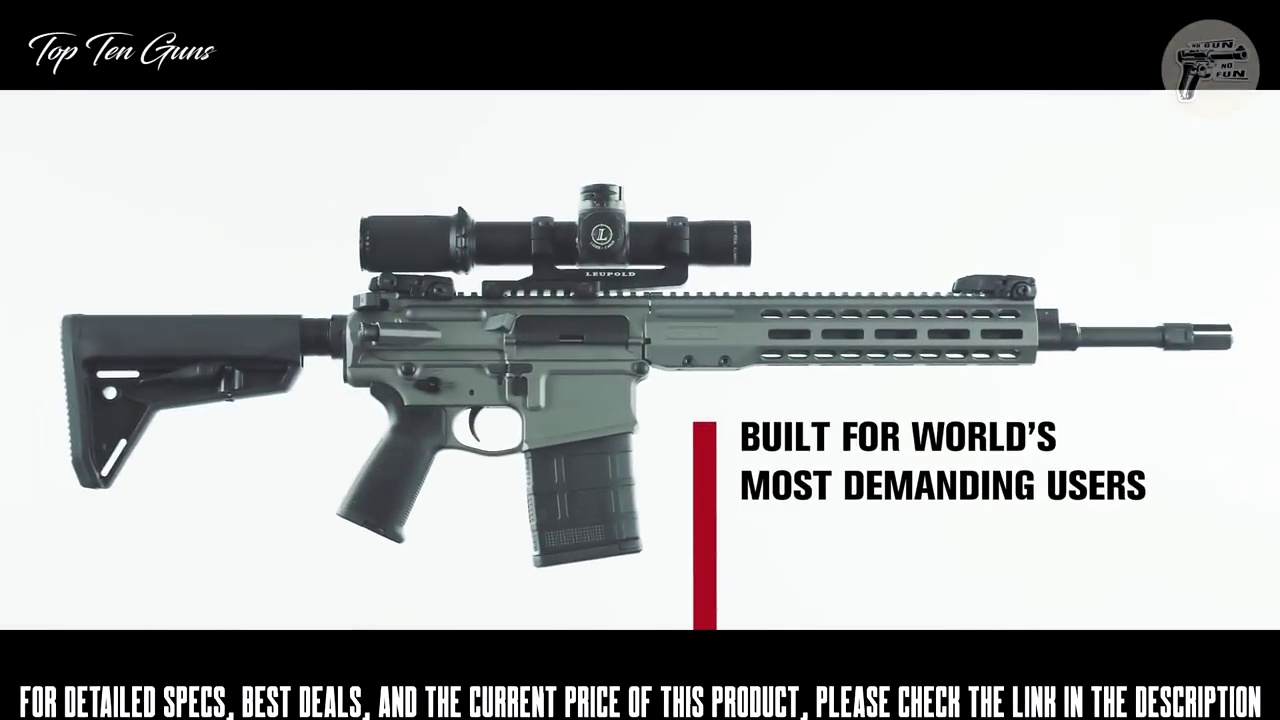 Top Ten Guns
NO GUN
NO
FUN
L
LEUPOLD
BUILT FOR WORLD'S
MOST DEMANDING USERS
FOR DETAILED SPECS, BEST DEALS, AND THE CURRENT PRICE OF THIS PRODUCT, PLEASE CHECK THE LINK IN THE DESCRIPTION